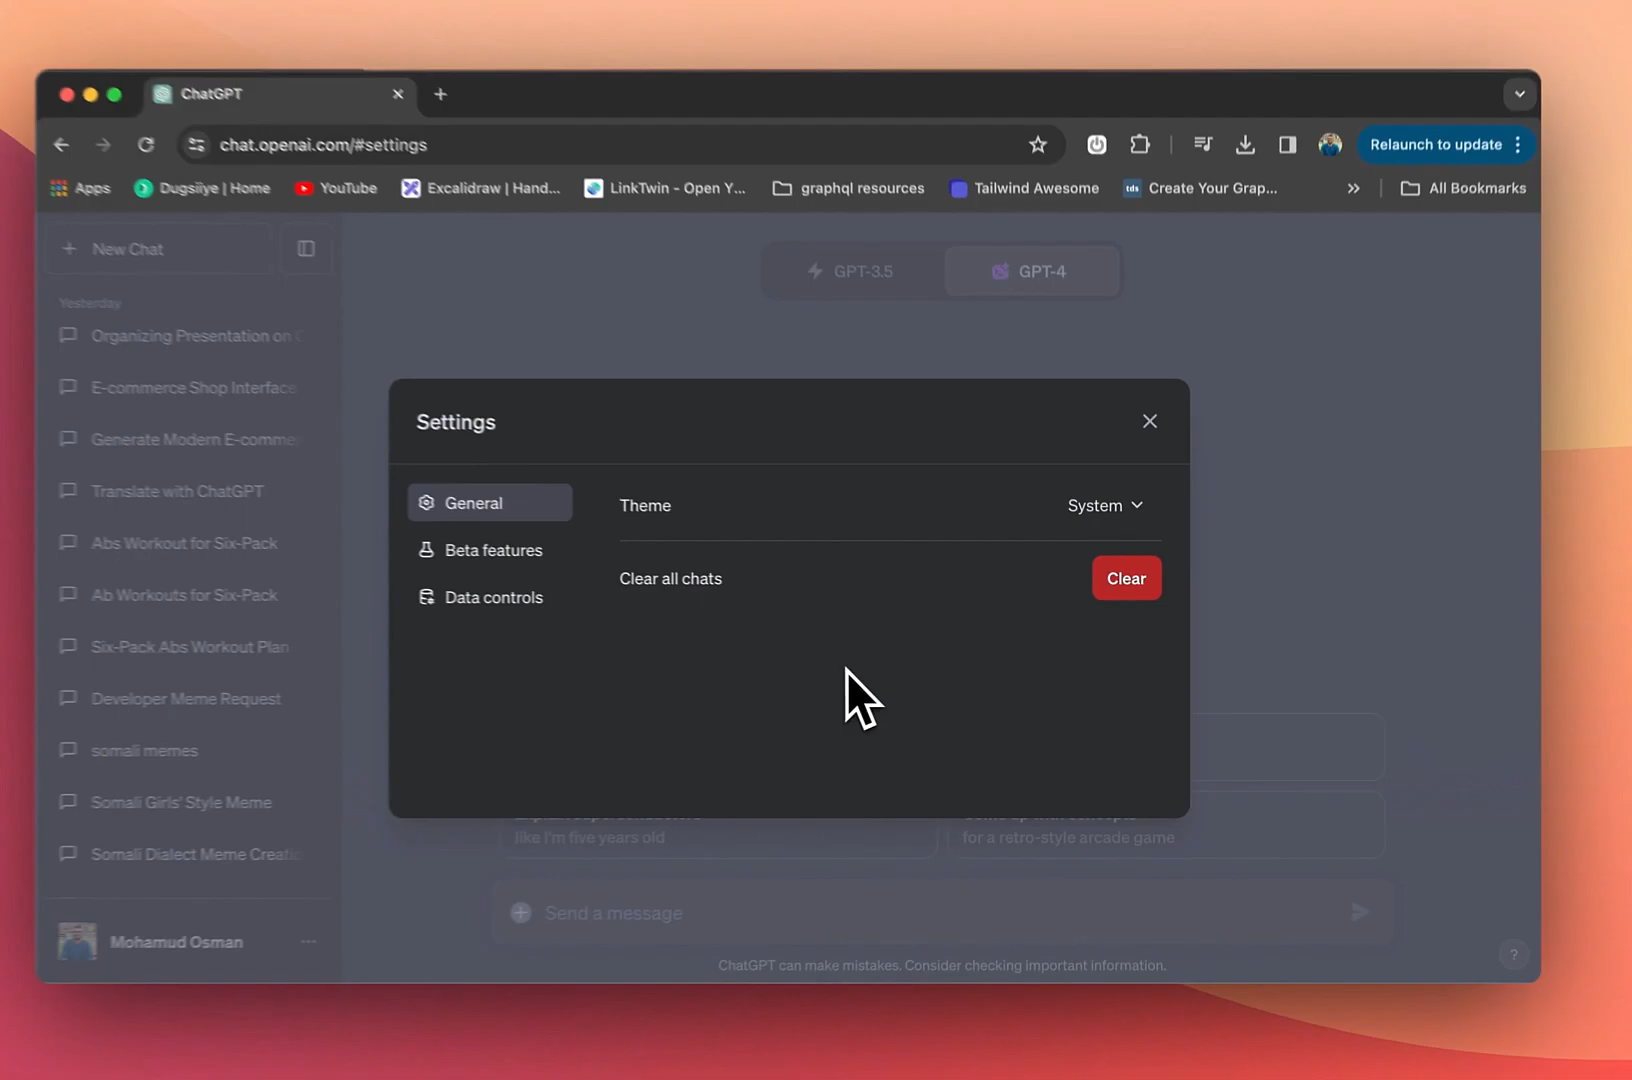 ChatGPT
chat.openai.com/#settings
Relaunch to update
Apps
Dugsiiye | Home
YouTube
Excalidraw | Hand...
LinkTwin - Open Y...
graphql resources
Tailwind Awesome
tds
Create Your Grap...
All Bookmarks
New Chat
GPT-3.5
GPT-4
Yesterday
Organizing Presentation on
E-commerce Shop Interface
Generate Modern E-comme
Translate with ChatGPT
Abs Workout for Six-Pack
Ab Workouts for Six-Pack
Six-Pack Abs Workout Plan
Developer Meme Request
somali memes
Somali Girls' Style Meme
Somali Dialect Meme Creatio
Mohamud Osman
Settings
General
Beta features
Data controls
Theme
System
Clear all chats
Clear
like I'm five years old
for a retro-style arcade game
Send a message
ChatGPT can make mistakes. Consider checking important information.
?